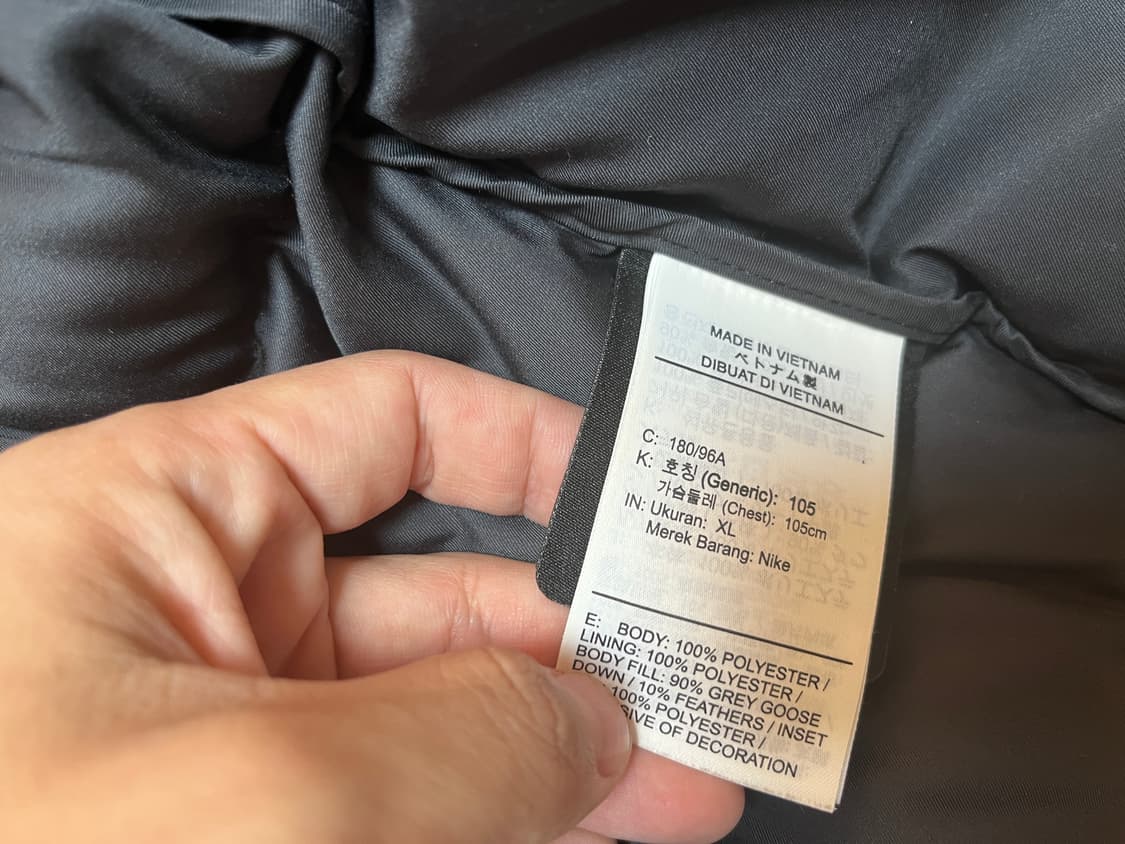 MADE IN VIETNAM
ベトナム製
DIBUAT DI VIETNAM
C: 180/96A
K: 호칭 (Generic): 105
가슴둘레 (Chest): 105cm
IN: Ukuran: XL
Merek Barang: Nike
E: BODY: 100% POLYESTER /
LINING: 100% POLYESTER /
BODY FILL: 90% GREY GOOSE
DOWN / 10% FEATHERS / INSET
100% POLYESTER /
OF DECORATION